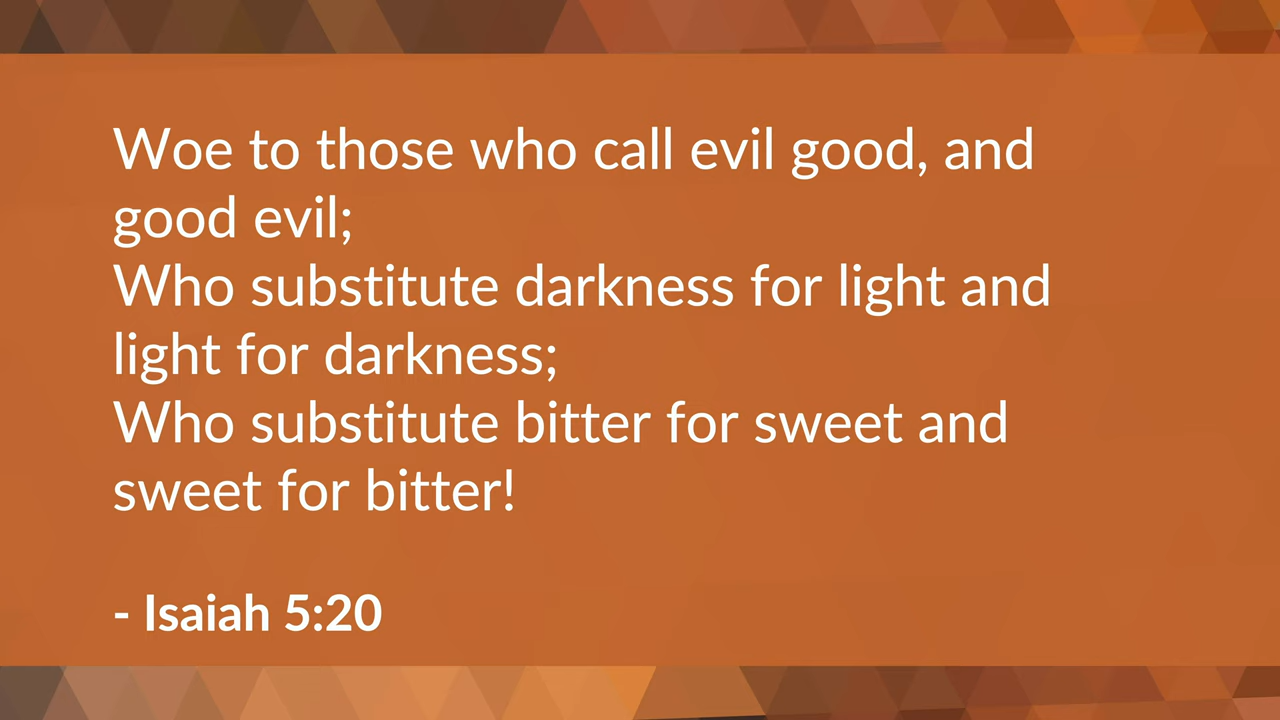 Woe to those who call evil good, and
good evil;
Who substitute darkness for light and
light for darkness;
Who substitute bitter for sweet and
sweet for bitter!
- Isaiah 5:20